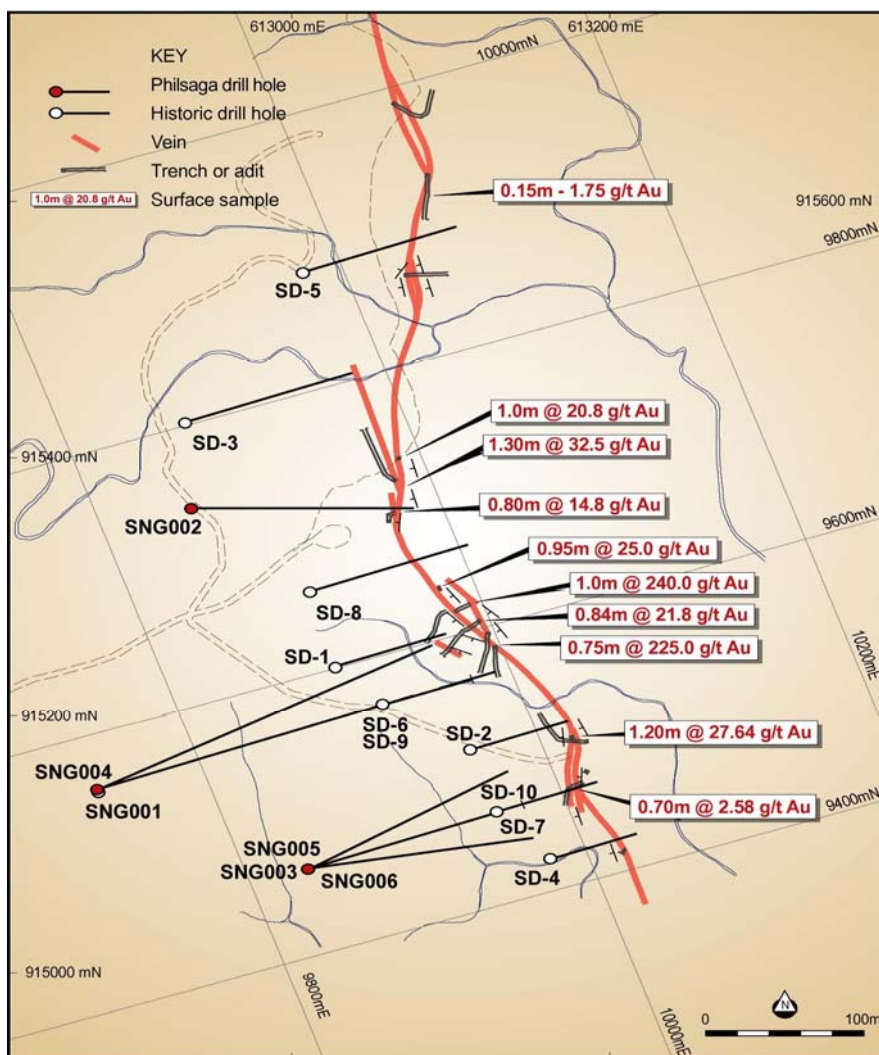 613000 mE
613200 mE
10000mN
KEY
Philsaga drill hole
Historic drill hole
Vein
Trench or adit
1.0m @ 20.8 g/t Au
Surface sample
0.15m - 1.75 g/t Au
915600 mN
9800mN
SD-5
1.0m @ 20.8 g/t Au
SD-3
1.30m @ 32.5 g/t Au
915400 mN
0.80m @ 14.8 g/t Au
SNG002
9600mN
0.95m @ 25.0 g/t Au
1.0m @ 240.0 g/t Au
SD-8
0.84m @ 21.8 g/t Au
0.75m @ 225.0 g/t Au
SD-1
10200mE
915200 mN
SD-6
SD-9
SD-2
1.20m @ 27.64 g/t Au
SNG004
SNG001
SD-10
0.70m @ 2.58 g/t Au
9400mN
SD-7
SNG005
SNG003
SNG006
SD-4
915000 mN
9800mE
10000mE
N
0
100m